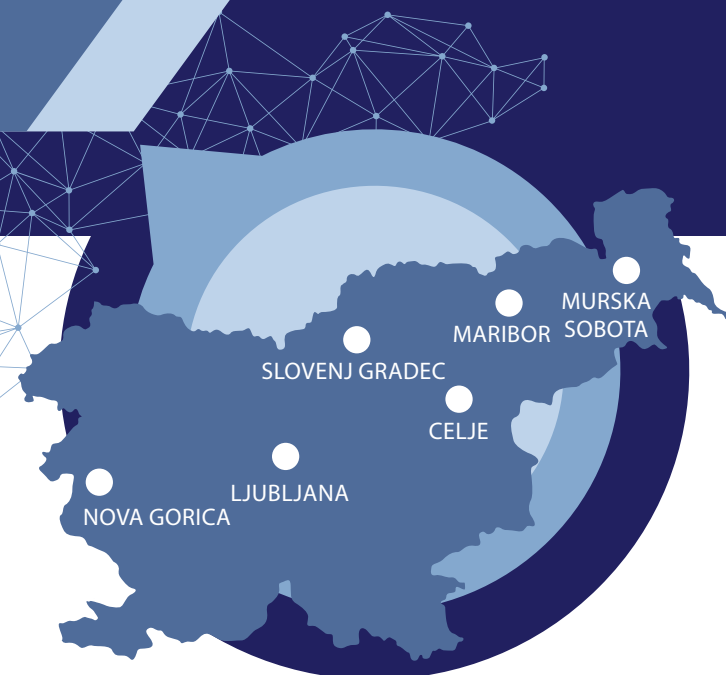 MURSKA
SOBOTA
MARIBOR
SLOVENJ GRADEC
CELJE
LJUBLJANA
NOVA GORICA